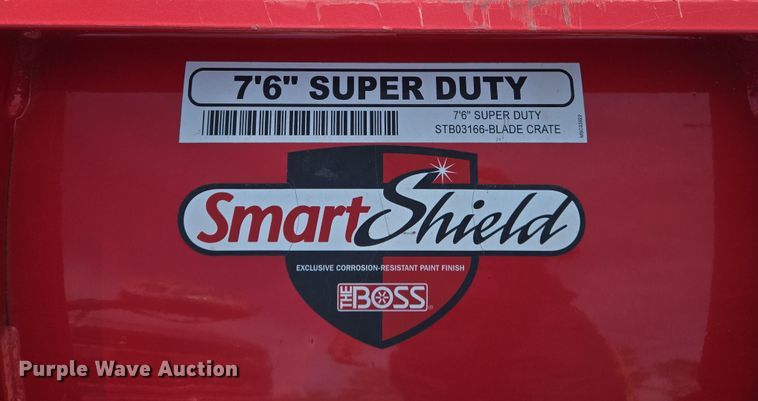 7'6" SUPER DUTY
7'6" SUPER DUTY
STB03166-BLADE CRATE
SmartShield
EXCLUSIVE CORROSION-RESISTANT PAINT FINISH
THE BOSS
Purple Wave Auction